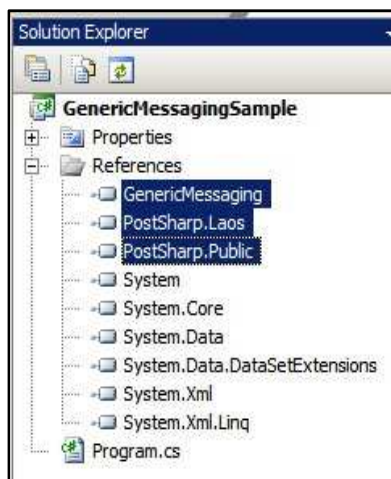 Solution Explorer
GenericMessagingSample
Properties
References
GenericMessaging
PostSharp.Laos
PostSharp.Public
System
System.Core
System.Data
System.Data.DataSetExtensions
System.Xml
System.Xml.Linq
Program.cs